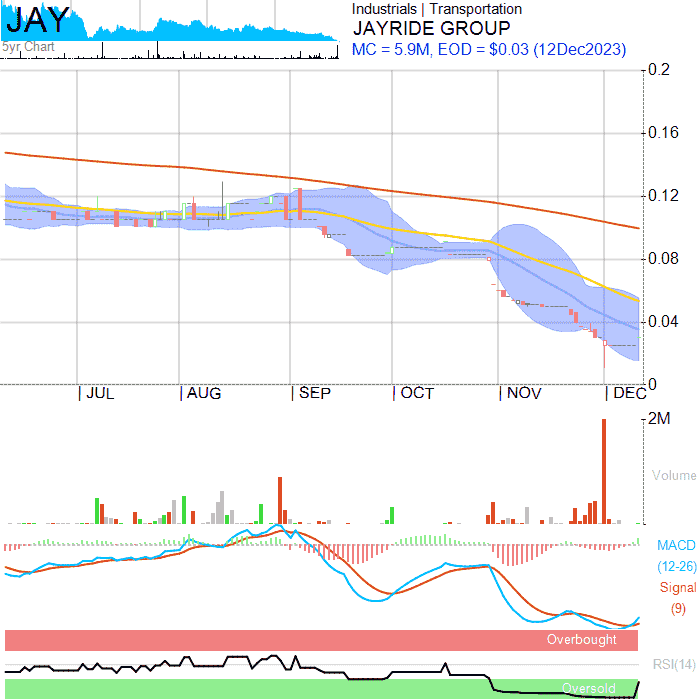 JAY
5yr Chart
Industrials | Transportation
JAYRIDE GROUP
MC = 5.9M, EOD = $0.03 (12Dec2023)
0.2
0.16
0.12
0.08
0.04
0
| JUL
| AUG
| SEP
| OCT
| NOV
| DEC
2M
Volume
MACD
(12-26)
Signal
(9)
Overbought
RSI(14)
Oversold